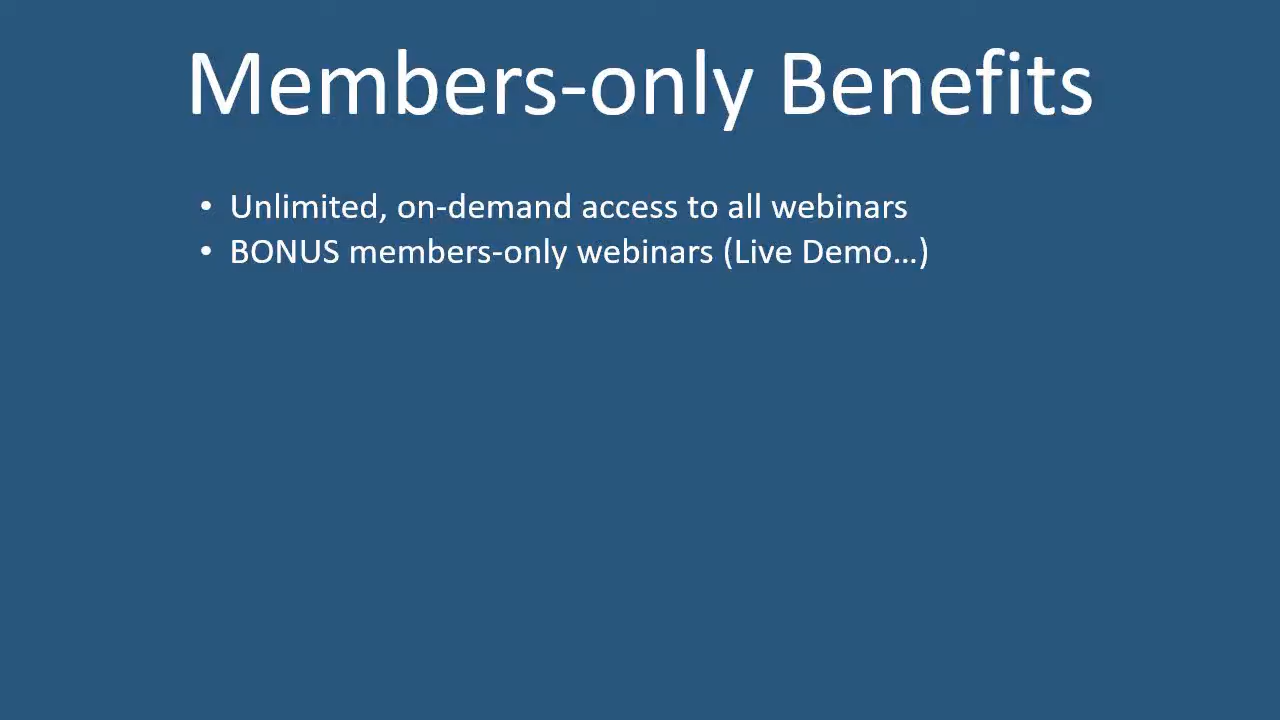 Members-only Benefits
• Unlimited, on-demand access to all webinars
• BONUS members-only webinars (Live Demo…)